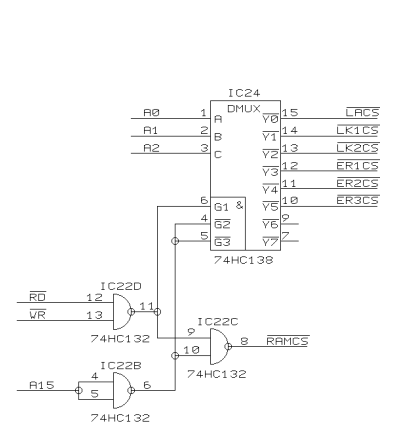 IC24
DMUX
A0 1 A Y0 15 LACS
A1 2 B Y1 14 LK1CS
A2 3 C Y2 13 LK2CS
Y3 12 ER1CS
Y4 11 ER2CS
6 G1 & Y5 10 ER3CS
4 G2 Y6 9
5 G3 Y7 7
74HC138
IC22D
RD 12 11
WR 13
74HC132
IC22C
9
10 8 RAMCS
74HC132
IC22B
A15 4 6
5
74HC132